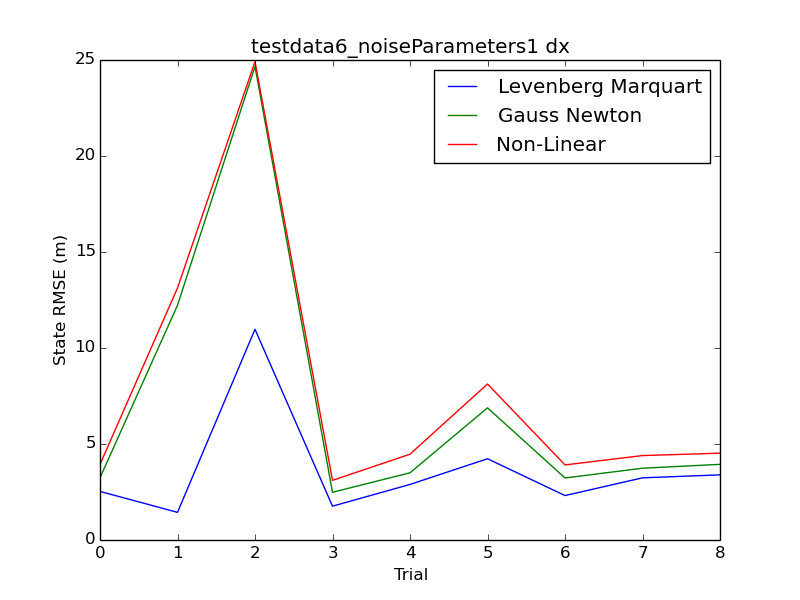 testdata6_noiseParameters1 dx
Levenberg Marquart
Gauss Newton
Non-Linear
25
20
15
10
5
0
State RMSE (m)
0 1 2 3 4 5 6 7 8
Trial